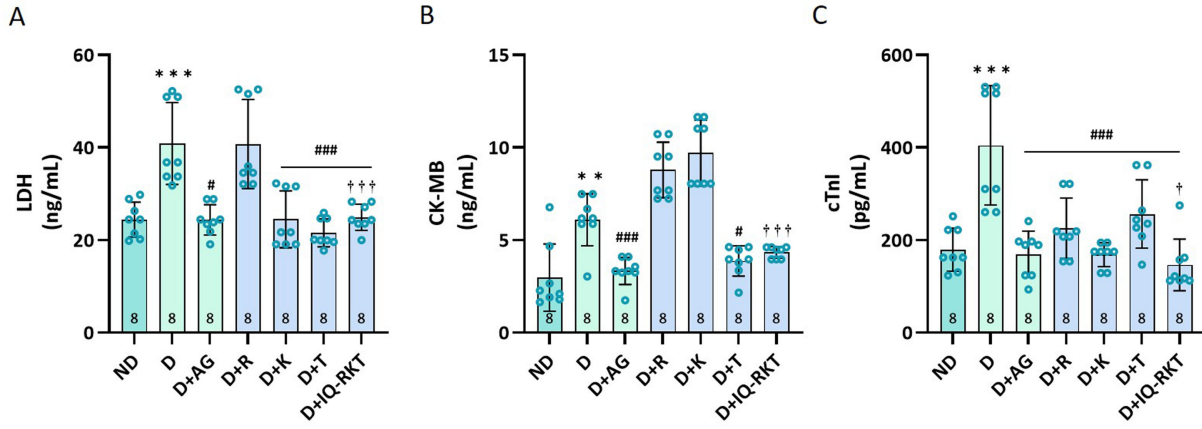 A
LDH
(ng/mL)
60
40
20
0
* * *
#
###
† † †
8 8 8 8 8 8 8
ND D D+AG D+R D+K D+T D+IQ-RKT
B
CK-MB
(ng/mL)
15
10
5
0
* *
###
#
† † †
8 8 8 8 8 8 8
ND D D+AG D+R D+K D+T D+IQ-RKT
C
cTnI
(pg/mL)
600
400
200
0
* * *
###
†
8 8 8 8 8 8 8
ND D D+AG D+R D+K D+T D+IQ-RKT